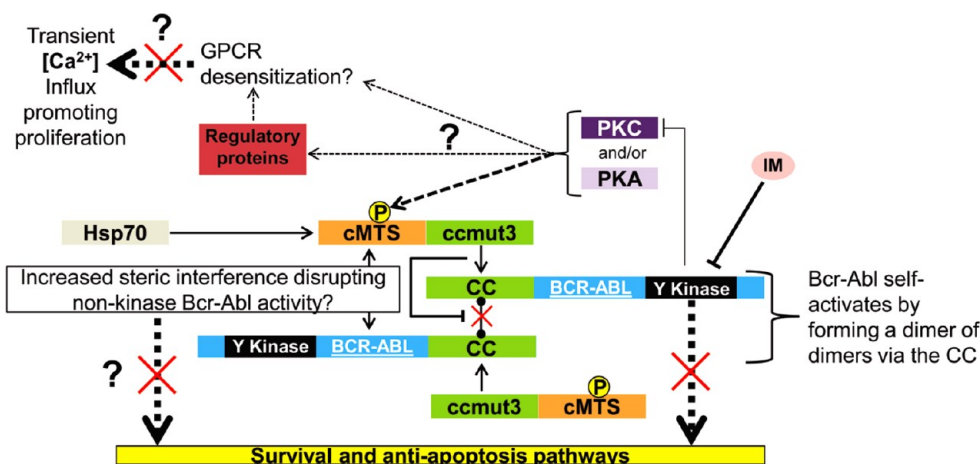 ?
Transient
[Ca²⁺]
Influx
promoting
proliferation
GPCR
desensitization?
Regulatory
proteins
?
PKC
and/or
PKA
IM
P
Hsp70
cMTS
ccmut3
Increased steric interference disrupting
non-kinase Bcr-Abl activity?
CC
BCR-ABL
Y Kinase
Bcr-Abl self-
activates by
forming a dimer of
dimers via the CC
Y Kinase
BCR-ABL
CC
?
P
ccmut3
cMTS
Survival and anti-apoptosis pathways